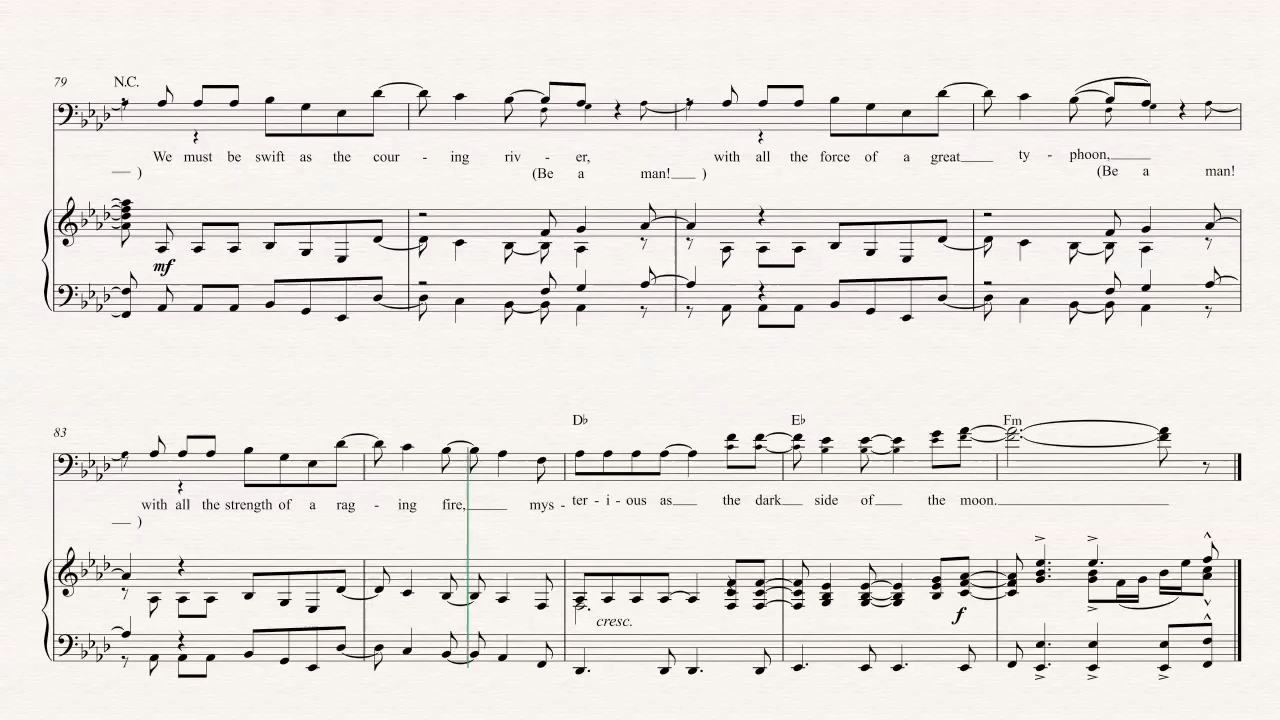 79 N.C.
We must be swift as the cour - ing riv - er, with all the force of a great ty - phoon,
) (Be a man! ) (Be a man!
mf
83 D♭ E♭ Fm
with all the strength of a rag - ing fire, mys - ter - i - ous as the dark side of the moon.
)
cresc. f